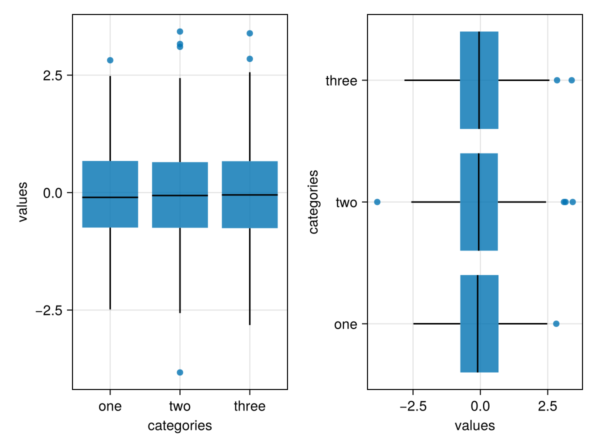 2.5
0.0
−2.5
values
one two three
categories
three
two
one
categories
−2.5 0.0 2.5
values